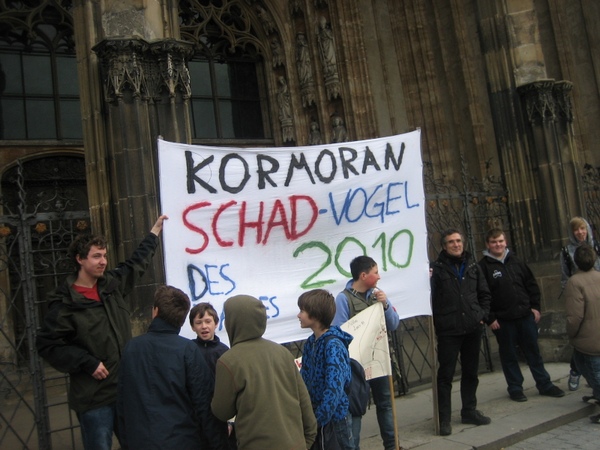 KORMORAN
SCHAD-VOGEL
DES 2010